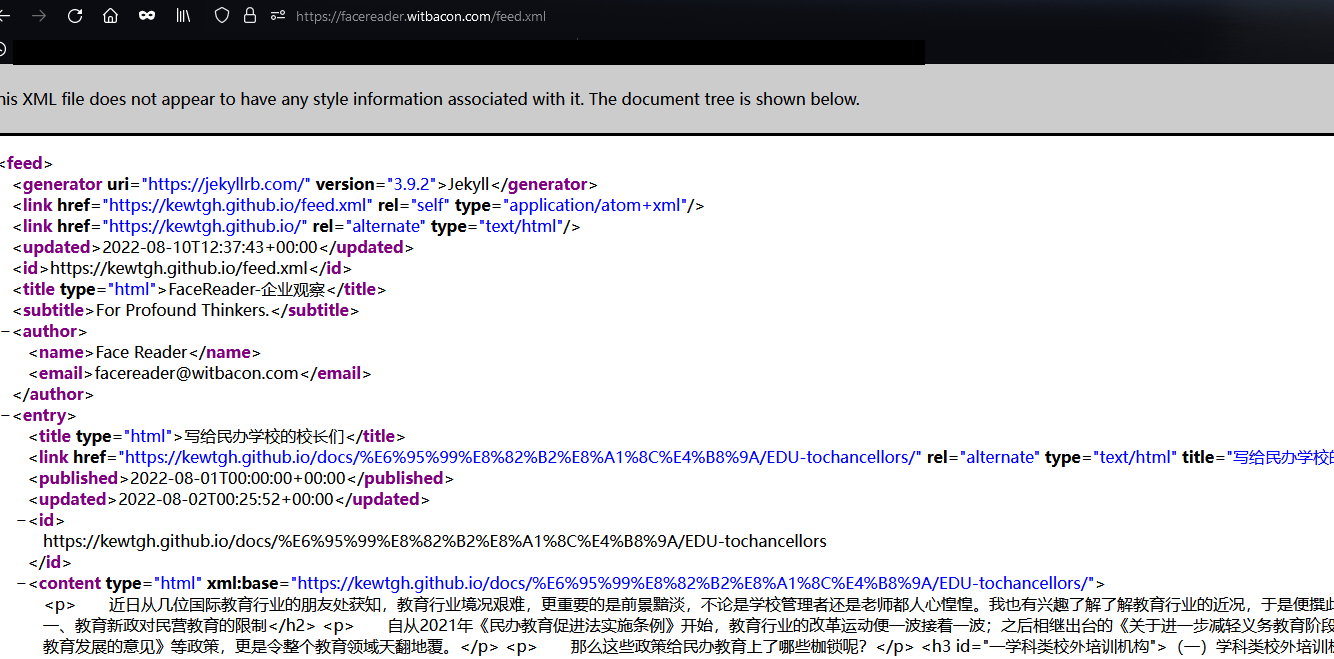 https://facereader.witbacon.com/feed.xml
his XML file does not appear to have any style information associated with it. The document tree is shown below.
<feed>
<generator uri="https://jekyllrb.com/" version="3.9.2">Jekyll</generator>
<link href="https://kewtgh.github.io/feed.xml" rel="self" type="application/atom+xml"/>
<link href="https://kewtgh.github.io/" rel="alternate" type="text/html"/>
<updated>2022-08-10T12:37:43+00:00</updated>
<id>https://kewtgh.github.io/feed.xml</id>
<title type="html">FaceReader-企业观察</title>
<subtitle>For Profound Thinkers.</subtitle>
−<author>
<name>Face Reader</name>
<email>facereader@witbacon.com</email>
</author>
−<entry>
<title type="html">写给民办学校的校长们</title>
<link href="https://kewtgh.github.io/docs/%E6%95%99%E8%82%B2%E8%A1%8C%E4%B8%9A/EDU-tochancellors/" rel="alternate" type="text/html" title="写给民办学校的
<published>2022-08-01T00:00:00+00:00</published>
<updated>2022-08-02T00:25:52+00:00</updated>
−<id>
https://kewtgh.github.io/docs/%E6%95%99%E8%82%B2%E8%A1%8C%E4%B8%9A/EDU-tochancellors
</id>
−<content type="html" xml:base="https://kewtgh.github.io/docs/%E6%95%99%E8%82%B2%E8%A1%8C%E4%B8%9A/EDU-tochancellors/">
<p> 近日从几位国际教育行业的朋友处获知，教育行业境况艰难，更重要的是前景黯淡，不论是学校管理者还是老师都人心惶惶。我也有兴趣了解了解教育行业的近况，于是便撰此
一、教育新政对民营教育的限制</h2> <p> 自从2021年《民办教育促进法实施条例》开始，教育行业的改革运动便一波接着一波；之后相继出台的《关于进一步减轻义务教育阶段
教育发展的意见》等政策，更是令整个教育领域天翻地覆。</p> <p> 那么这些政策给民办教育上了哪些枷锁呢？</p> <h3 id="一学科类校外培训机构">（一）学科类校外培训机